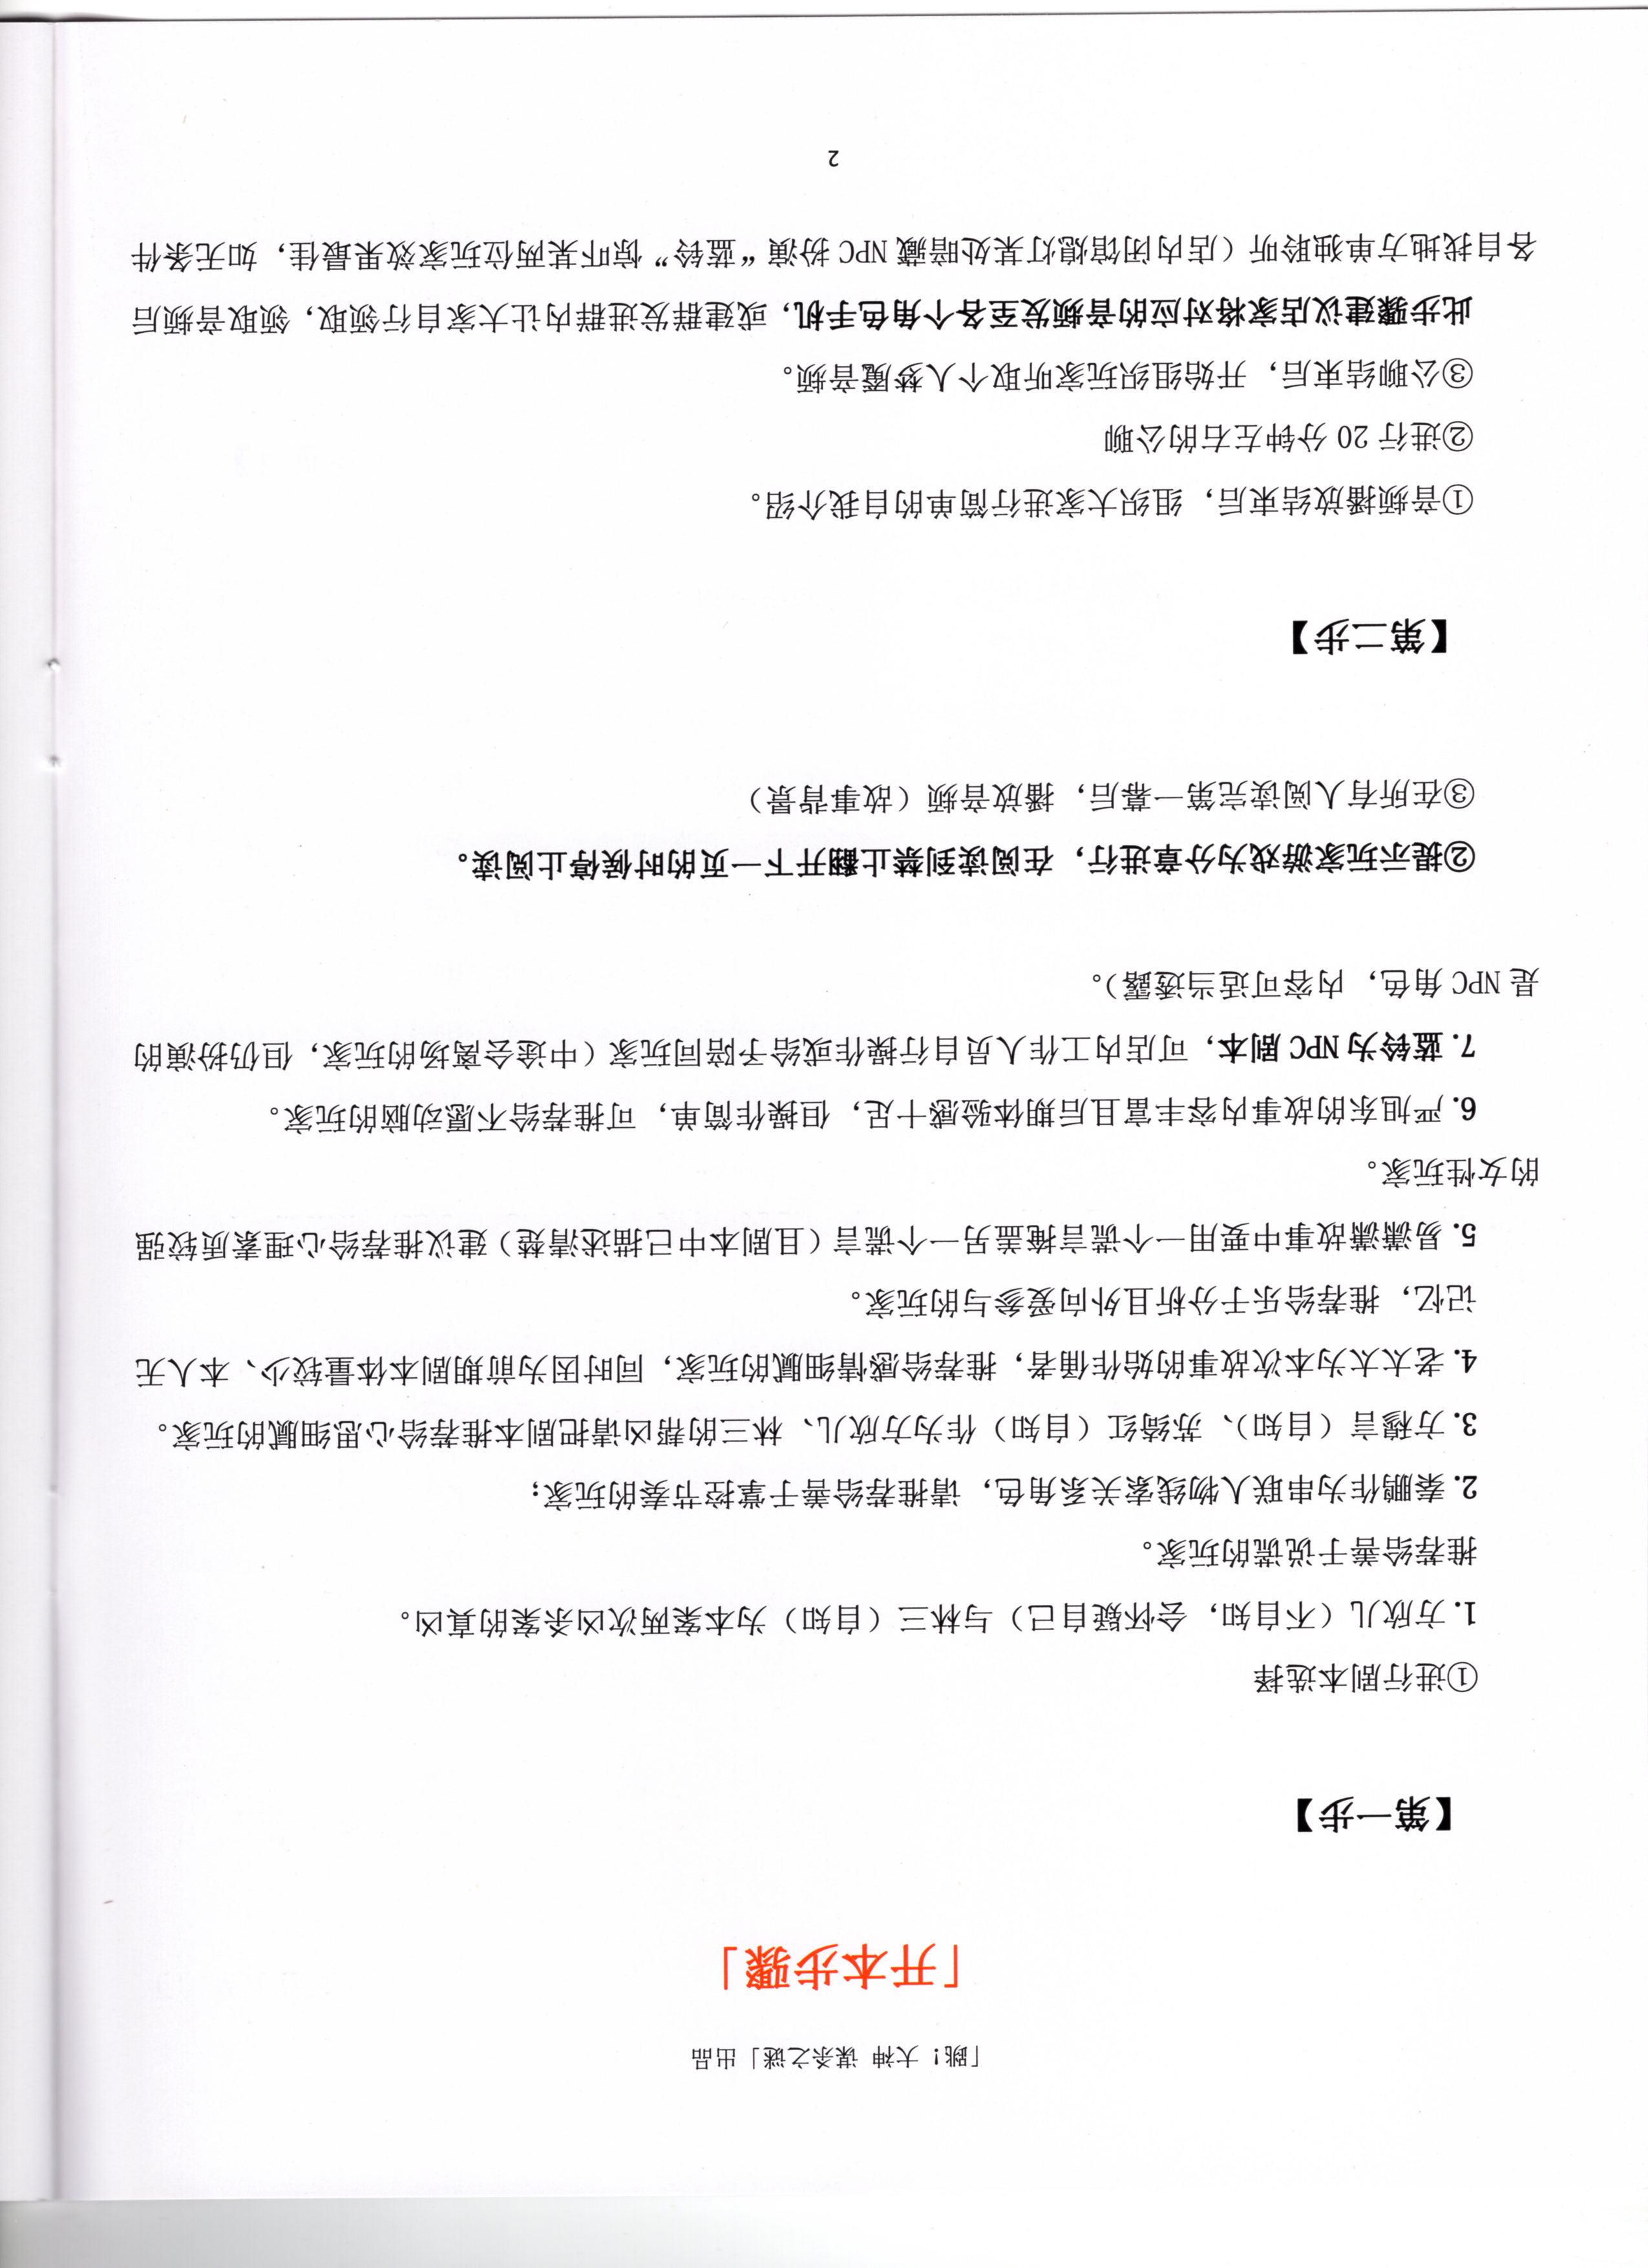 「跳！大神 谋杀之谜」出品
「开本步骤」
【第一步】
①进行剧本选择
1.方欣儿（不自知，会怀疑自己）与林三（自知）为本案两次凶杀案的真凶。
推荐给善于说谎的玩家。
2.秦鹏作为串联人物线索关系角色，请推荐给善于掌控节奏的玩家；
3.方穆言（自知）、苏绮红（自知）作为方欣儿、林三的帮凶请把剧本推荐给心思细腻的玩家。
4.老太太为本次故事的始作俑者，推荐给感情细腻的玩家，同时因为前期剧本体量较少、本人无
记忆，推荐给乐于分析且外向爱参与的玩家。
5.易潇潇故事中要用一个谎言掩盖另一个谎言（且剧本中已描述清楚）建议推荐给心理素质较强
的女性玩家。
6.严旭东的故事内容丰富且后期体验感十足，但操作简单，可推荐给不愿动脑的玩家。
7.蓝铃为 NPC 剧本，可店内工作人员自行操作或给予陪同玩家（中途会离场的玩家，但仍扮演的
是 NPC 角色，内容可适当透露）。
②提示玩家游戏为分章进行，在阅读到禁止翻开下一页的时候停止阅读。
③在所有人阅读完第一幕后，播放音频（故事背景）
【第二步】
①音频播放结束后，组织大家进行简单的自我介绍。
②进行 20 分钟左右的公聊
③公聊结束后，开始组织玩家听取个人梦魇音频。
此步骤建议店家将对应的音频发至各个角色手机，或建群发进群内让大家自行领取，领取音频后
各自找地方单独聆听（店内闭馆熄灯某处暗藏 NPC 扮演“蓝铃”惊吓某两位玩家效果最佳，如无条件
2